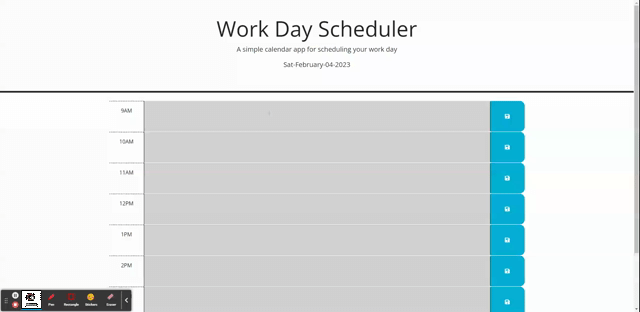 Work Day Scheduler
A simple calendar app for scheduling your work day
Sat-February-04-2023
9AM
10AM
11AM
12PM
1PM
2PM
Pen
Rectangle
Stickers
Eraser